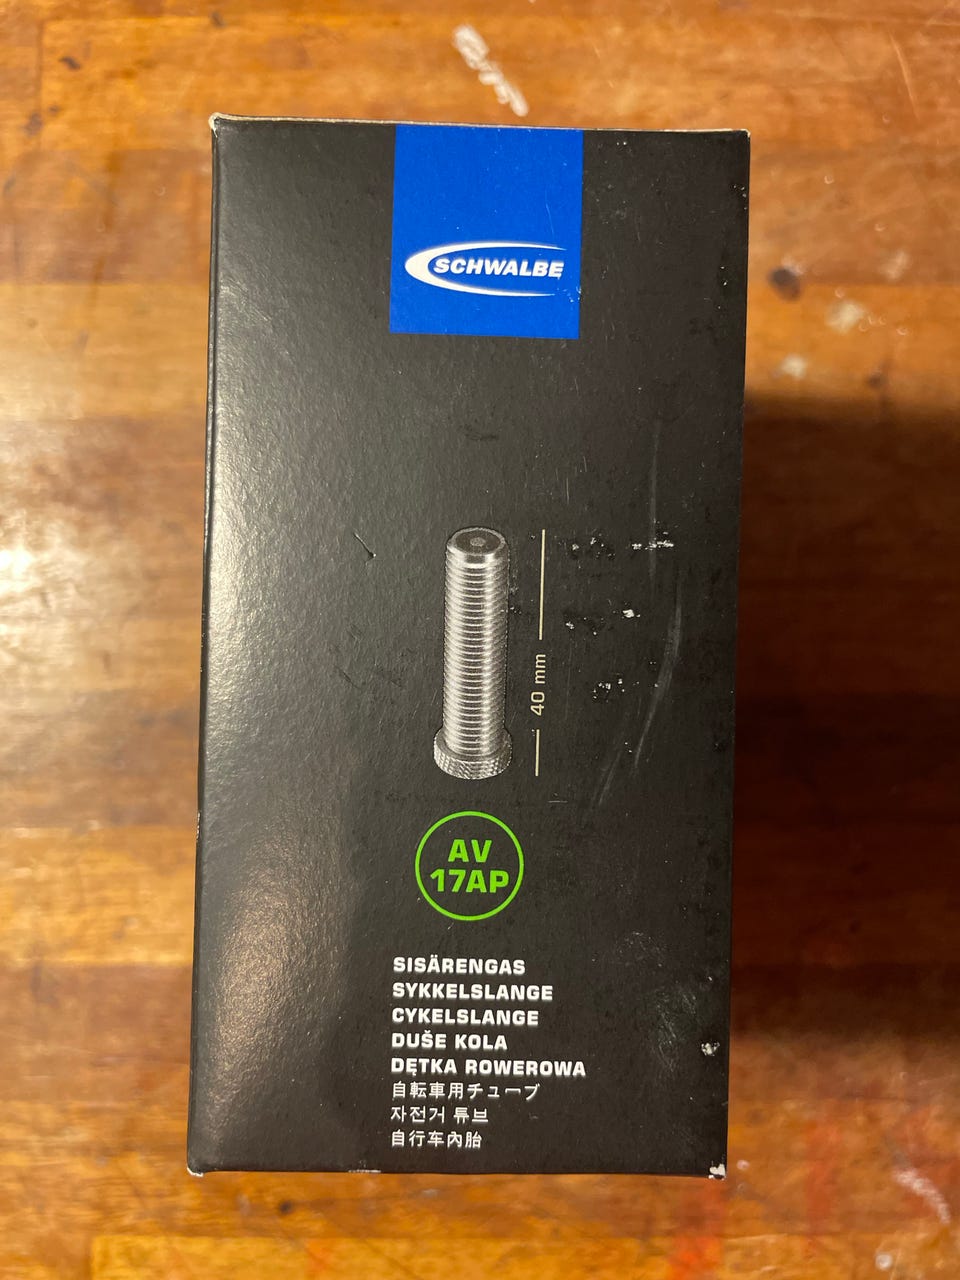 SCHWALBE
40 mm
AV
17AP
SISÄRENGAS
SYKKELSLANGE
CYKELSLANGE
DUŠE KOLA
DĘTKA ROWEROWA
自転車用チューブ
자전거 튜브
自行车內胎